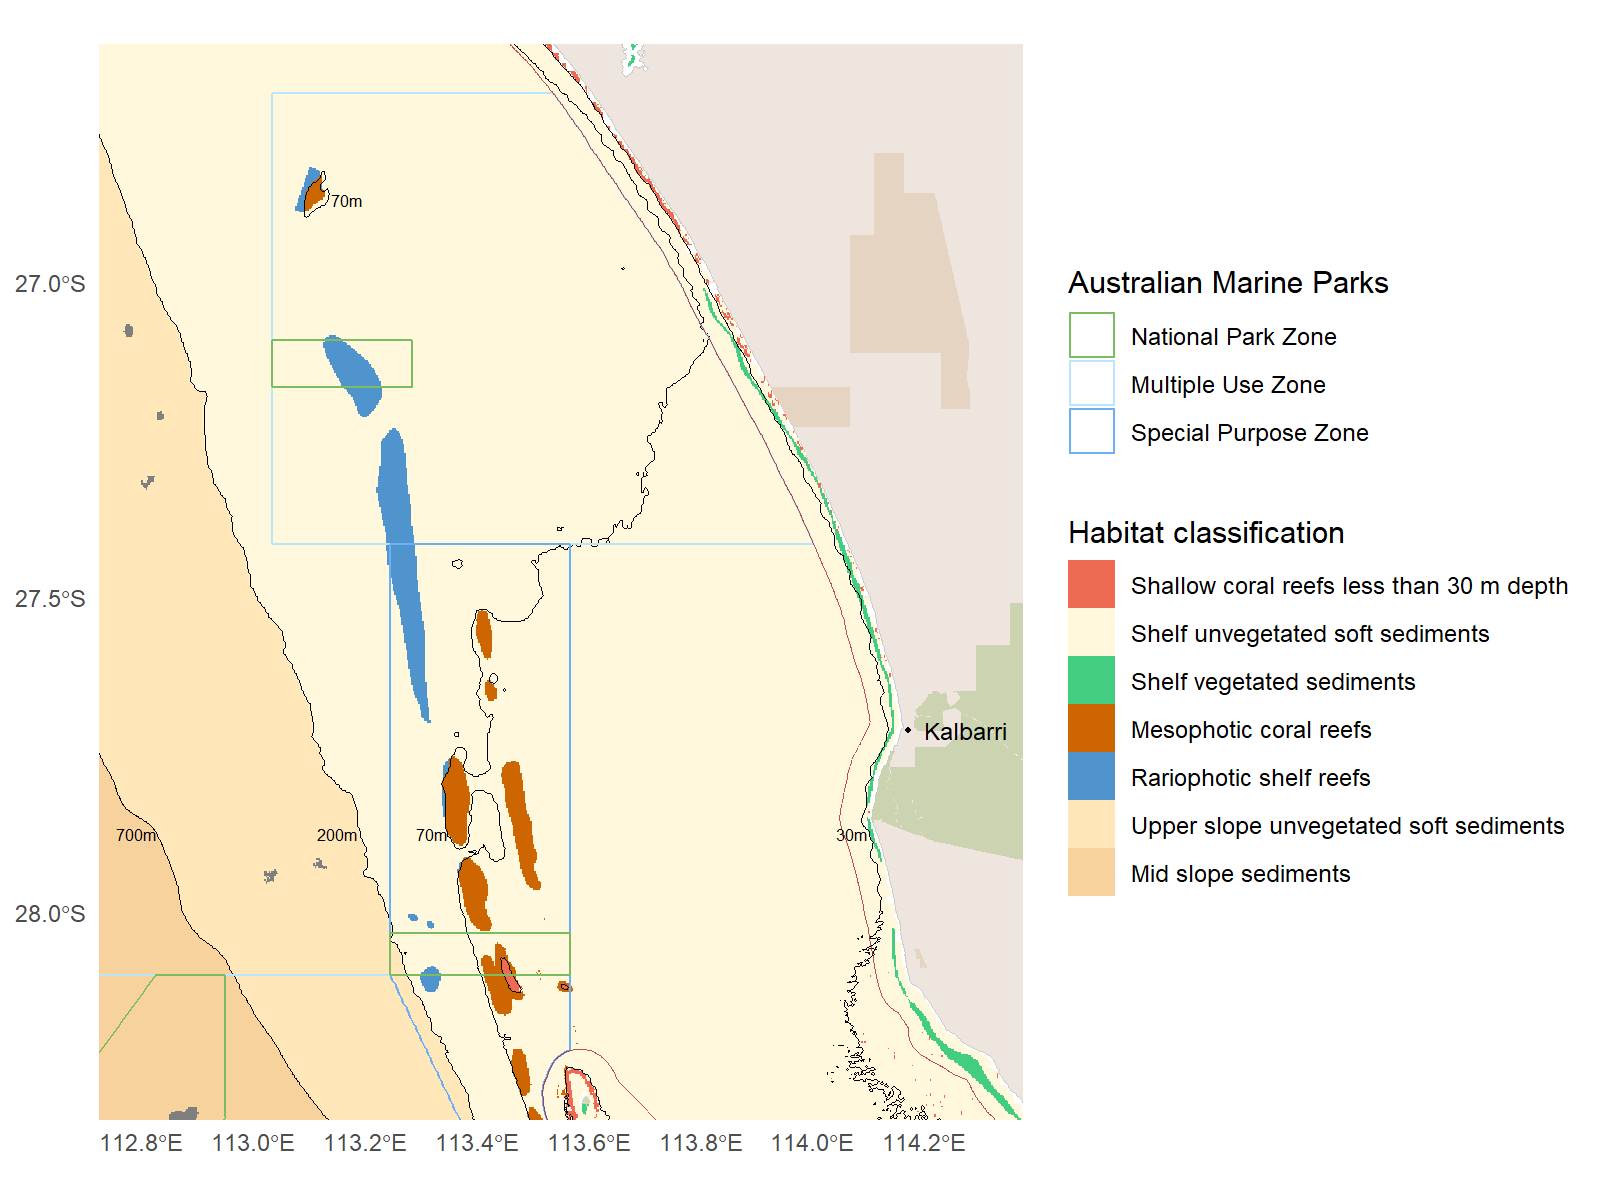 70m
27.0°S
27.5°S
28.0°S
Kalbarri
700m
200m
70m
30m
112.8°E
113.0°E
113.2°E
113.4°E
113.6°E
113.8°E
114.0°E
114.2°E
Australian Marine Parks
National Park Zone
Multiple Use Zone
Special Purpose Zone
Habitat classification
Shallow coral reefs less than 30 m depth
Shelf unvegetated soft sediments
Shelf vegetated sediments
Mesophotic coral reefs
Rariophotic shelf reefs
Upper slope unvegetated soft sediments
Mid slope sediments